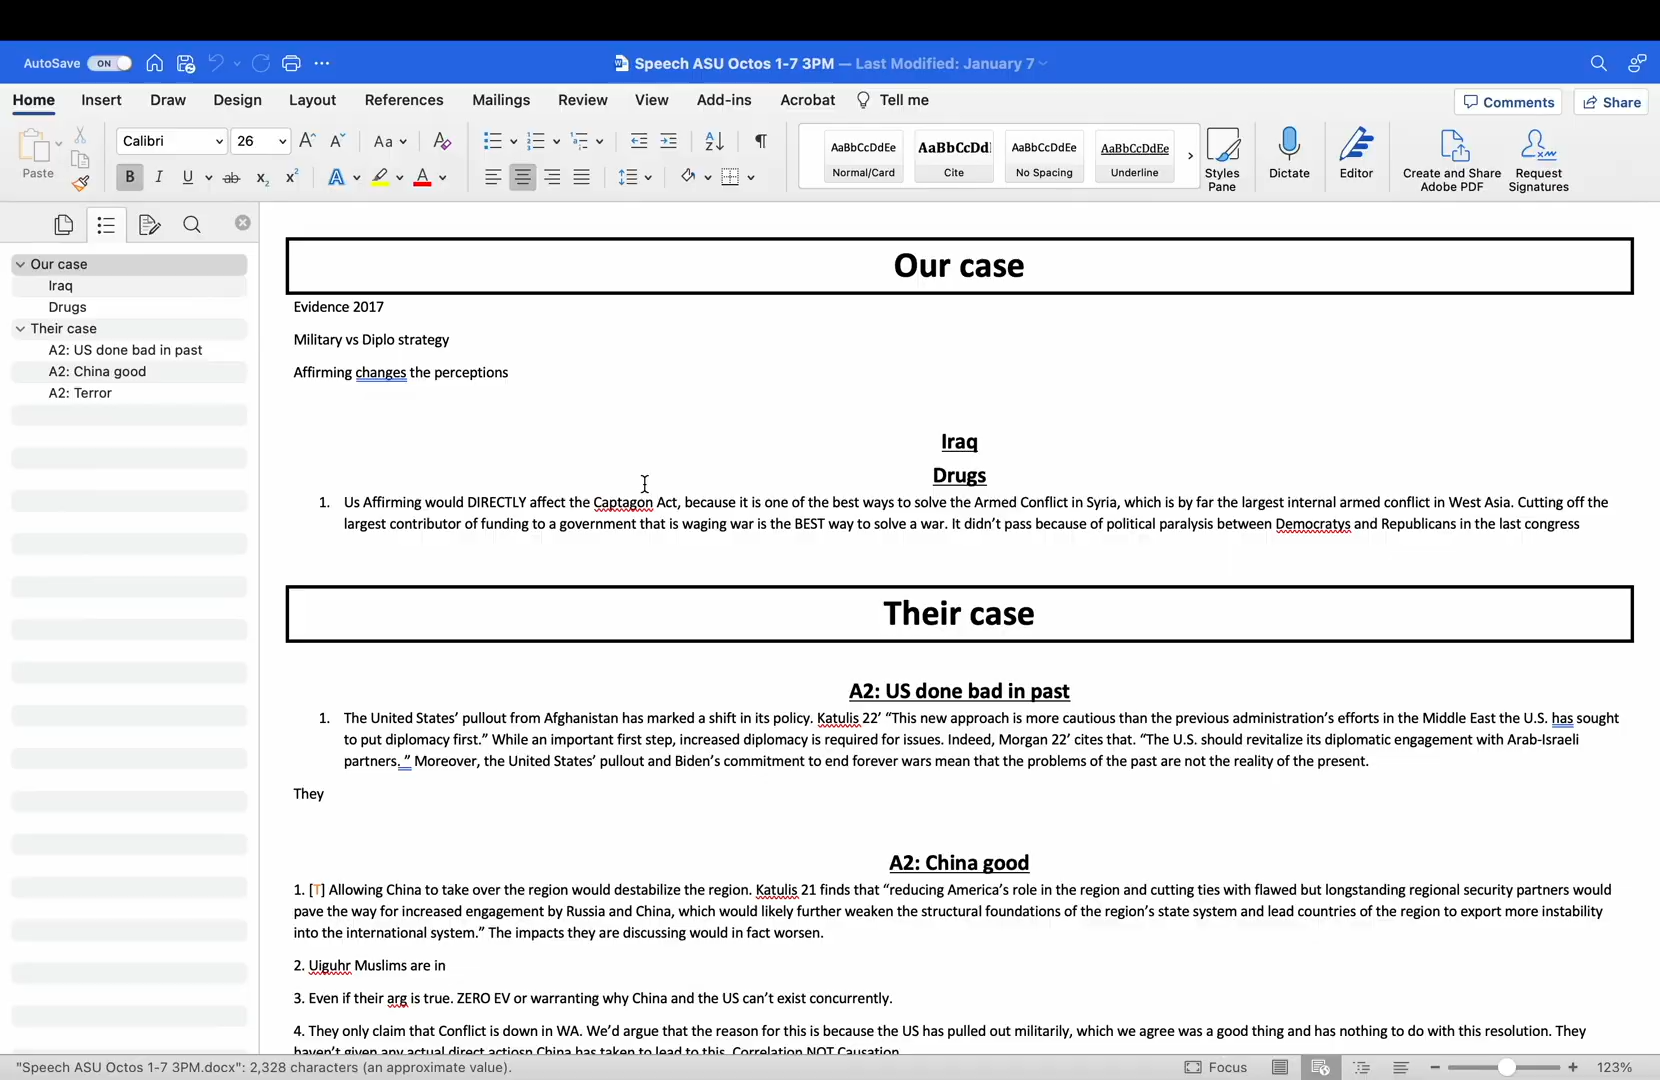 AutoSave ON
Speech ASU Octos 1-7 3PM — Last Modified: January 7
Home Insert Draw Design Layout References Mailings Review View Add-ins Acrobat Tell me
Comments Share
Paste
Calibri 26
AaBbCcDdEe AaBbCcDdE AaBbCcDdEe AaBbCcDdEe
Normal/Card Cite No Spacing Underline
Styles Pane
Dictate
Editor
Create and Share Adobe PDF
Request Signatures
Our case
Iraq
Drugs
Their case
A2: US done bad in past
A2: China good
A2: Terror
Our case
Evidence 2017
Military vs Diplo strategy
Affirming changes the perceptions
Iraq
Drugs
1. Us Affirming would DIRECTLY affect the Captagon Act, because it is one of the best ways to solve the Armed Conflict in Syria, which is by far the largest internal armed conflict in West Asia. Cutting off the
largest contributor of funding to a government that is waging war is the BEST way to solve a war. It didn’t pass because of political paralysis between Democratys and Republicans in the last congress
Their case
A2: US done bad in past
1. The United States’ pullout from Afghanistan has marked a shift in its policy. Katulis 22’ “This new approach is more cautious than the previous administration’s efforts in the Middle East the U.S. has sought
to put diplomacy first.” While an important first step, increased diplomacy is required for issues. Indeed, Morgan 22’ cites that. “The U.S. should revitalize its diplomatic engagement with Arab-Israeli
partners. ” Moreover, the United States’ pullout and Biden’s commitment to end forever wars mean that the problems of the past are not the reality of the present.
They
A2: China good
1. [T] Allowing China to take over the region would destabilize the region. Katulis 21 finds that “reducing America’s role in the region and cutting ties with flawed but longstanding regional security partners would
pave the way for increased engagement by Russia and China, which would likely further weaken the structural foundations of the region’s state system and lead countries of the region to export more instability
into the international system.” The impacts they are discussing would in fact worsen.
2. Uiguhr Muslims are in
3. Even if their arg is true. ZERO EV or warranting why China and the US can’t exist concurrently.
4. They only claim that Conflict is down in WA. We’d argue that the reason for this is because the US has pulled out militarily, which we agree was a good thing and has nothing to do with this resolution. They
haven’t given any actual direct actiosn China has taken to lead to this. Correlation NOT Causation
"Speech ASU Octos 1-7 3PM.docx": 2,328 characters (an approximate value).
Focus
123%